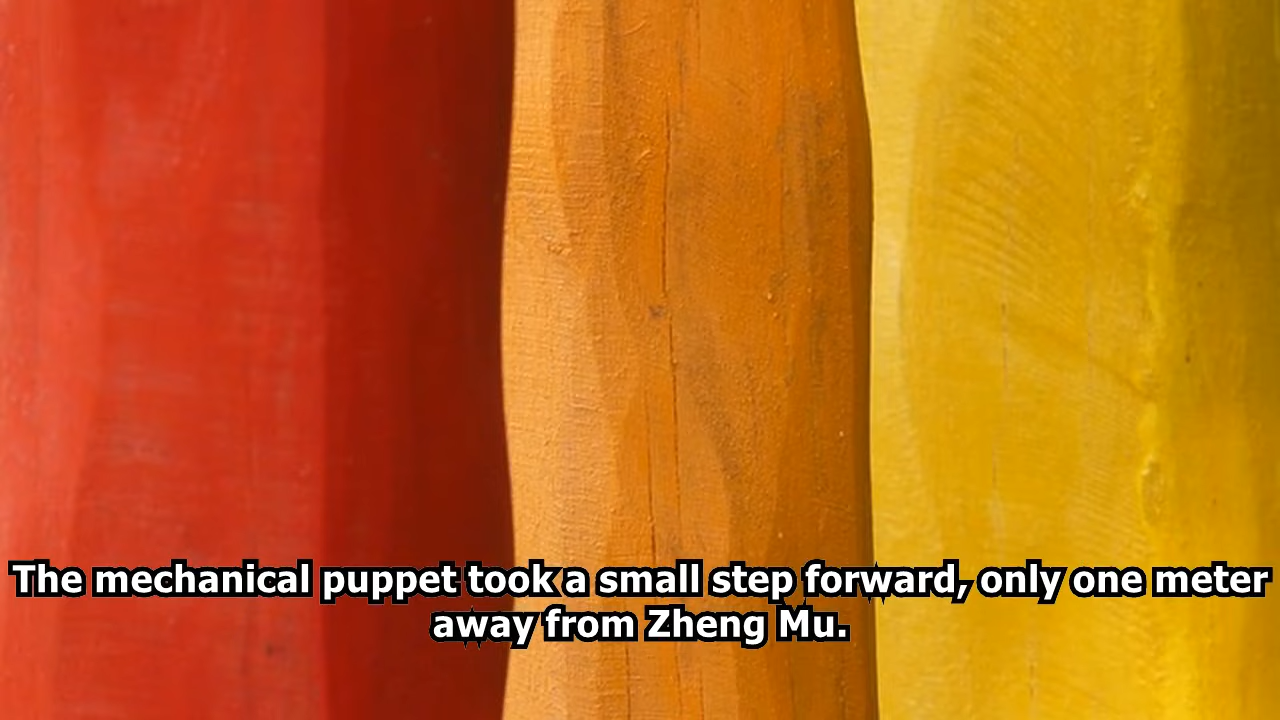 The mechanical puppet took a small step forward, only one meter
away from Zheng Mu.